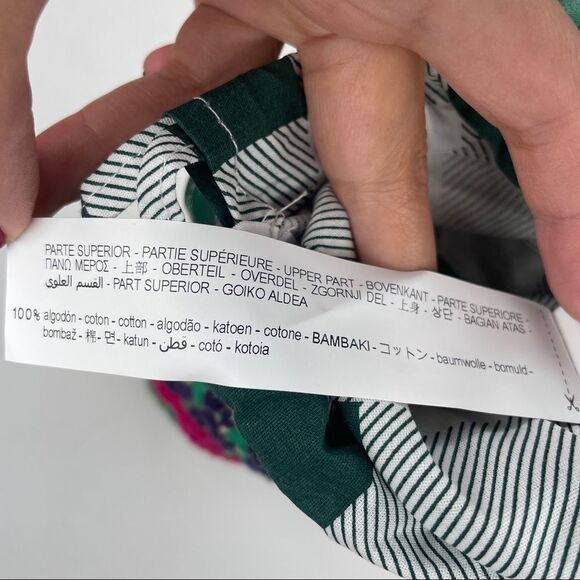 PARTE SUPERIOR - PARTIE SUPÉRIEURE - UPPER PART - BOVENKANT - PARTE SUPERIORE -
ΠΑΝΩ ΜΕΡΟΣ - 上部 - OBERTEIL - OVERDEL - ZGORNJI DEL - 上身 - 상단 - BAGIAN ATAS -
القسم العلوي - PART SUPERIOR - GOIKO ALDEA
100% algodón - coton - cotton - algodão - katoen - cotone - BAMBAKI - コットン - baumwolle - bomuld -
bombaž - 棉 - 면 - katun - قطن - cotó - kotoia